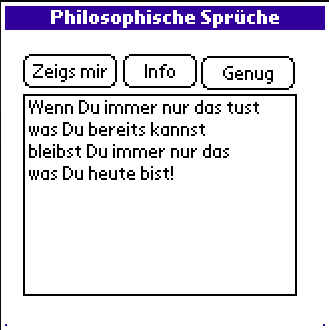 Philosophische Sprüche
Zeigs mir Info Genug
Wenn Du immer nur das tust
was Du bereits kannst
bleibst Du immer nur das
was Du heute bist!